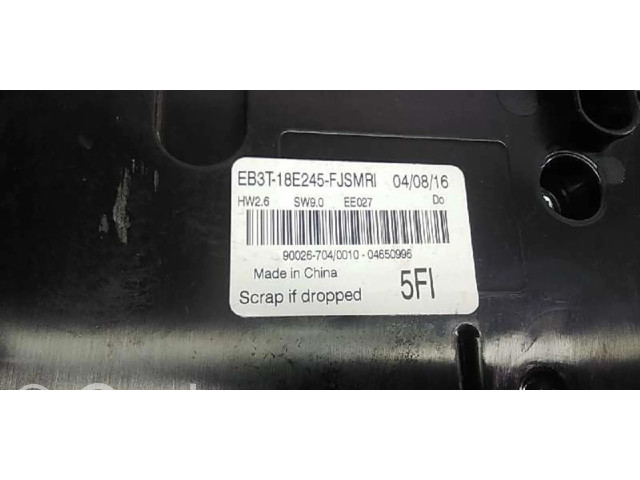 EB3T-18E245-FJSMRI 04/08/16
HW2.6 SW9.0 EE027 Do
90026-704/0010 - 04650996
Made in China
Scrap if dropped 5FI